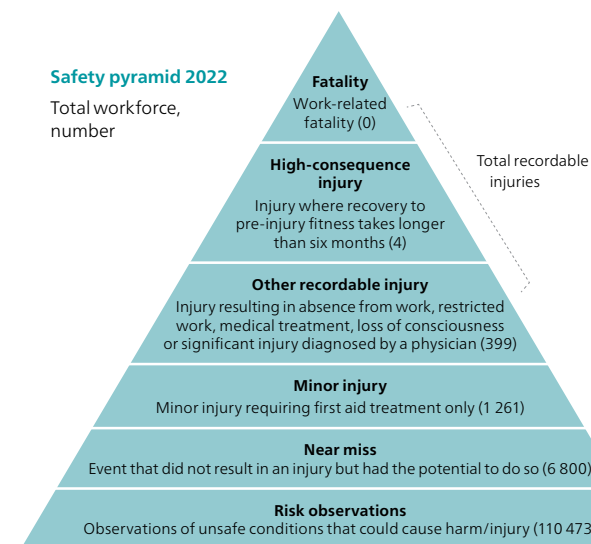 Safety pyramid 2022
Total workforce,
number
Fatality
Work-related
fatality (0)
Total recordable
injuries
High-consequence
injury
Injury where recovery to
pre-injury fitness takes longer
than six months (4)
Other recordable injury
Injury resulting in absence from work, restricted
work, medical treatment, loss of consciousness
or significant injury diagnosed by a physician (399)
Minor injury
Minor injury requiring first aid treatment only (1 261)
Near miss
Event that did not result in an injury but had the potential to do so (6 800)
Risk observations
Observations of unsafe conditions that could cause harm/injury (110 473